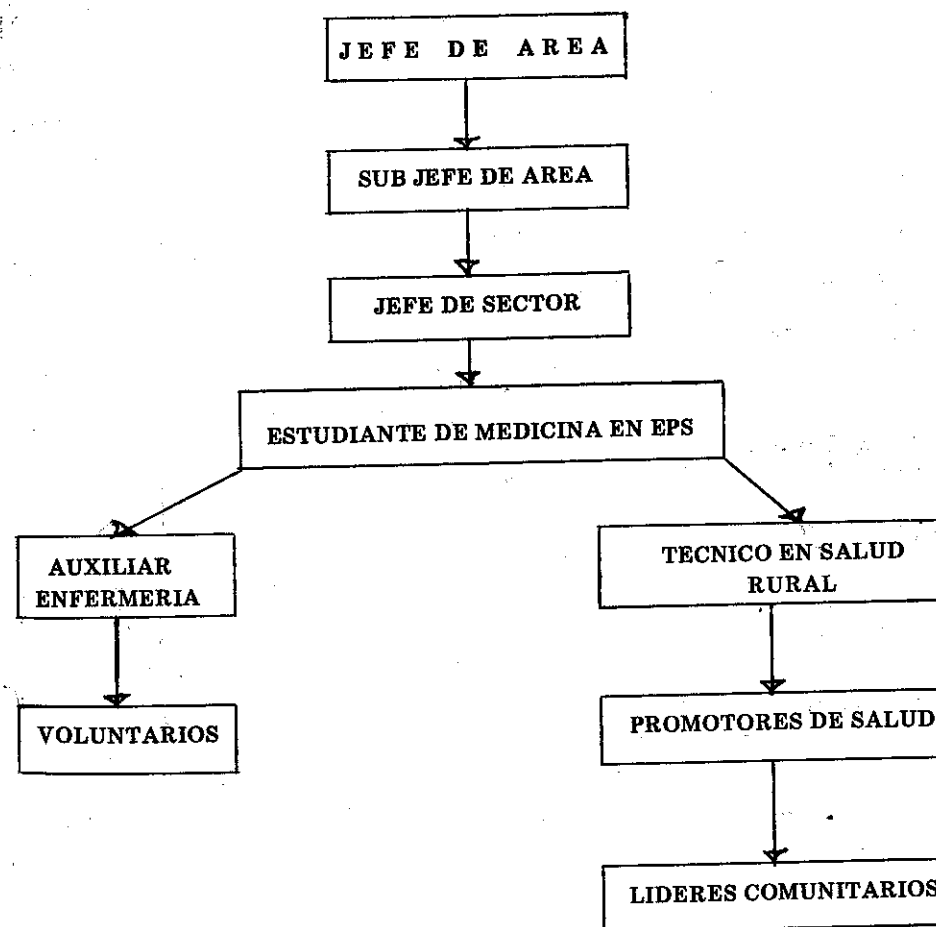 JEFE DE AREA
SUB JEFE DE AREA
JEFE DE SECTOR
ESTUDIANTE DE MEDICINA EN EPS
AUXILIAR
ENFERMERIA
TECNICO EN SALUD
RURAL
VOLUNTARIOS
PROMOTORES DE SALUD
LIDERES COMUNITARIOS